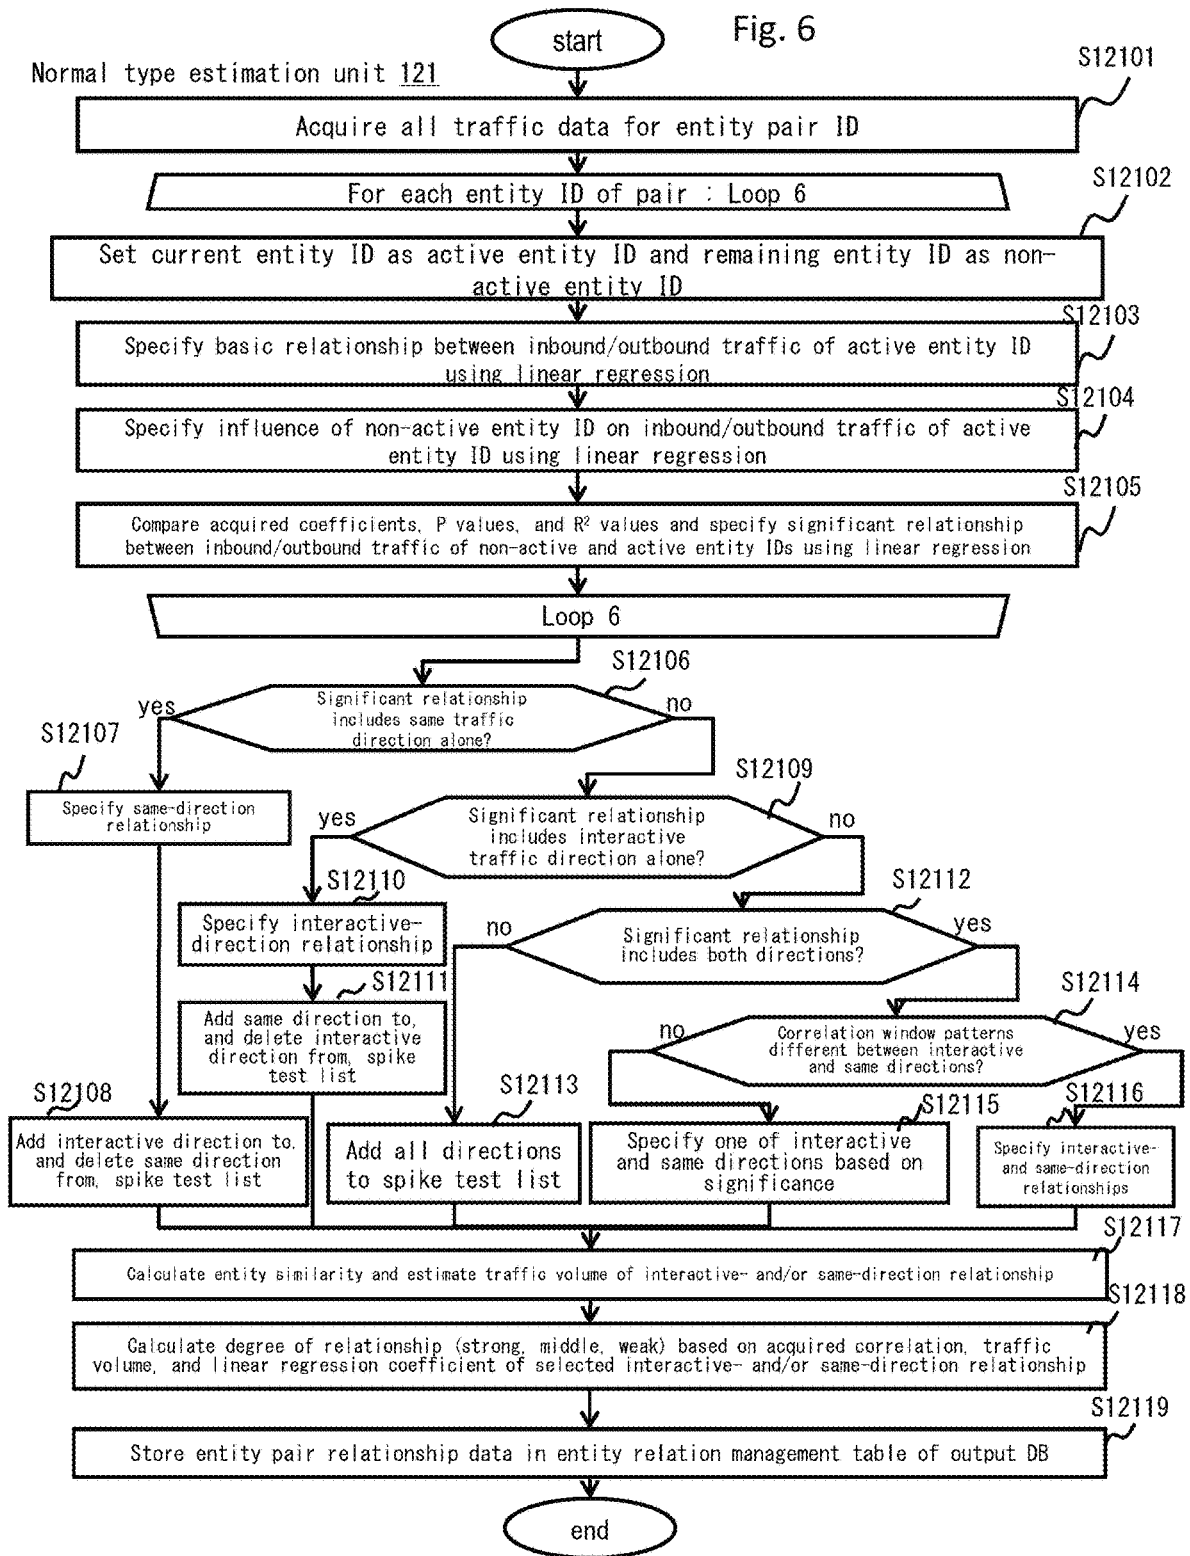 start
Fig. 6
Normal type estimation unit 121
S12101
Acquire all traffic data for entity pair ID
For each entity ID of pair : Loop 6
S12102
Set current entity ID as active entity ID and remaining entity ID as non-
active entity ID
S12103
Specify basic relationship between inbound/outbound traffic of active entity ID
using linear regression
S12104
Specify influence of non-active entity ID on inbound/outbound traffic of active
entity ID using linear regression
S12105
Compare acquired coefficients, P values, and R² values and specify significant relationship
between inbound/outbound traffic of non-active and active entity IDs using linear regression
Loop 6
S12106
Significant relationship
includes same traffic
direction alone?
yes
no
S12107
Specify same-direction
relationship
S12109
Significant relationship
includes interactive
traffic direction alone?
yes
no
S12110
Specify interactive-
direction relationship
S12112
Significant relationship
includes both directions?
no
yes
S12111
Add same direction to,
and delete interactive
direction from, spike
test list
S12114
Correlation window patterns
different between interactive
and same directions?
no
yes
S12108
Add interactive direction to,
and delete same direction
from, spike test list
S12113
Add all directions
to spike test list
S12115
Specify one of interactive
and same directions based on
significance
S12116
Specify interactive-
and same-direction
relationships
S12117
Calculate entity similarity and estimate traffic volume of interactive- and/or same-direction relationship
S12118
Calculate degree of relationship (strong, middle, weak) based on acquired correlation, traffic
volume, and linear regression coefficient of selected interactive- and/or same-direction relationship
S12119
Store entity pair relationship data in entity relation management table of output DB
end